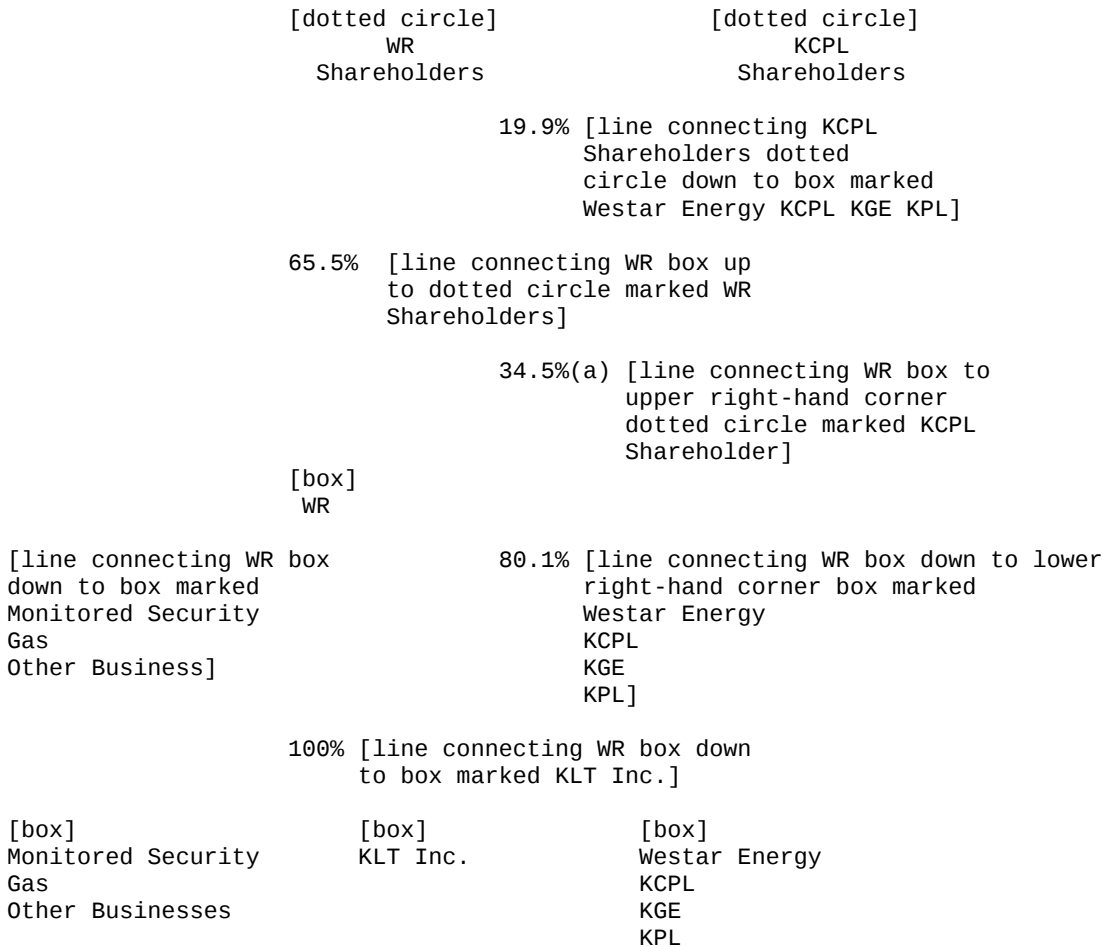 [dotted circle] [dotted circle]
WR KCPL
Shareholders Shareholders
19.9% [line connecting KCPL
Shareholders dotted
circle down to box marked
Westar Energy KCPL KGE KPL]
65.5% [line connecting WR box up
to dotted circle marked WR
Shareholders]
34.5%(a) [line connecting WR box to
upper right-hand corner
dotted circle marked KCPL
Shareholder]
[box]
WR
[line connecting WR box 80.1% [line connecting WR box down to lower
down to box marked right-hand corner box marked
Monitored Security Westar Energy
Gas KCPL
Other Business] KGE
KPL]
100% [line connecting WR box down
to box marked KLT Inc.]
[box] [box] [box]
Monitored Security KLT Inc. Westar Energy
Gas KCPL
Other Businesses KGE
KPL